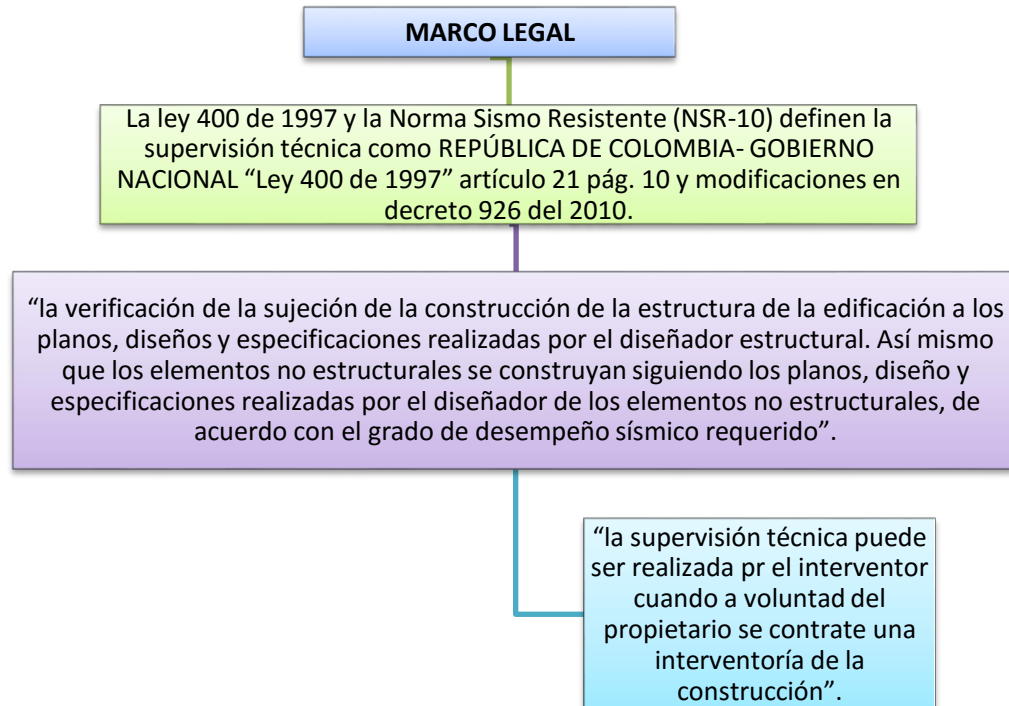 MARCO LEGAL
La ley 400 de 1997 y la Norma Sismo Resistente (NSR-10) definen la
supervisión técnica como REPÚBLICA DE COLOMBIA- GOBIERNO
NACIONAL “Ley 400 de 1997” artículo 21 pág. 10 y modificaciones en
decreto 926 del 2010.
“la verificación de la sujeción de la construcción de la estructura de la edificación a los
planos, diseños y especificaciones realizadas por el diseñador estructural. Así mismo
que los elementos no estructurales se construyan siguiendo los planos, diseño y
especificaciones realizadas por el diseñador de los elementos no estructurales, de
acuerdo con el grado de desempeño sísmico requerido”.
“la supervisión técnica puede
ser realizada pr el interventor
cuando a voluntad del
propietario se contrate una
interventoría de la
construcción”.